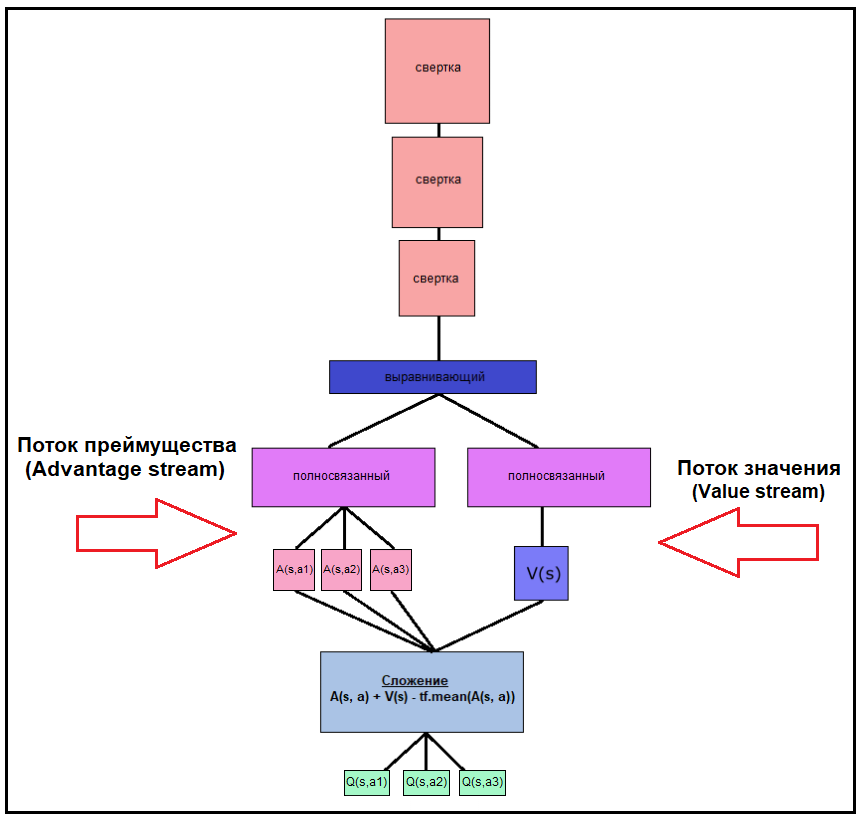 свертка
свертка
свертка
выравнивающий
Поток преймущества
(Advantage stream)
полносвязанный
полносвязанный
Поток значения
(Value stream)
A(s,a1)
A(s,a2)
A(s,a3)
V(s)
Сложение
A(s, a) + V(s) - tf.mean(A(s, a))
Q(s,a1)
Q(s,a2)
Q(s,a3)